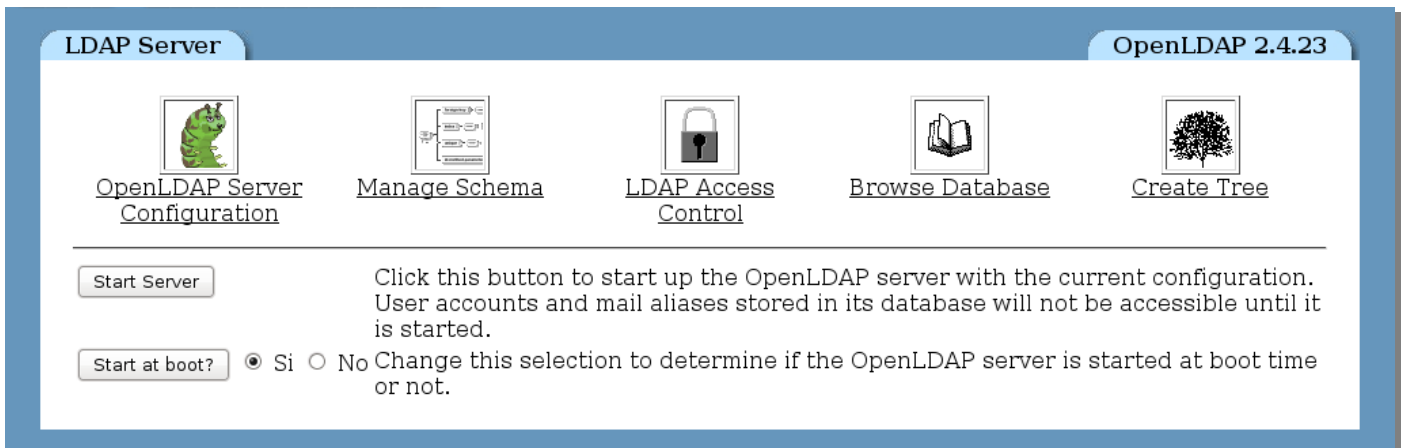 LDAP Server
OpenLDAP 2.4.23
OpenLDAP Server
Configuration
Manage Schema
LDAP Access
Control
Browse Database
Create Tree
Start Server
Click this button to start up the OpenLDAP server with the current configuration.
User accounts and mail aliases stored in its database will not be accessible until it
is started.
Start at boot? Si No
Change this selection to determine if the OpenLDAP server is started at boot time
or not.